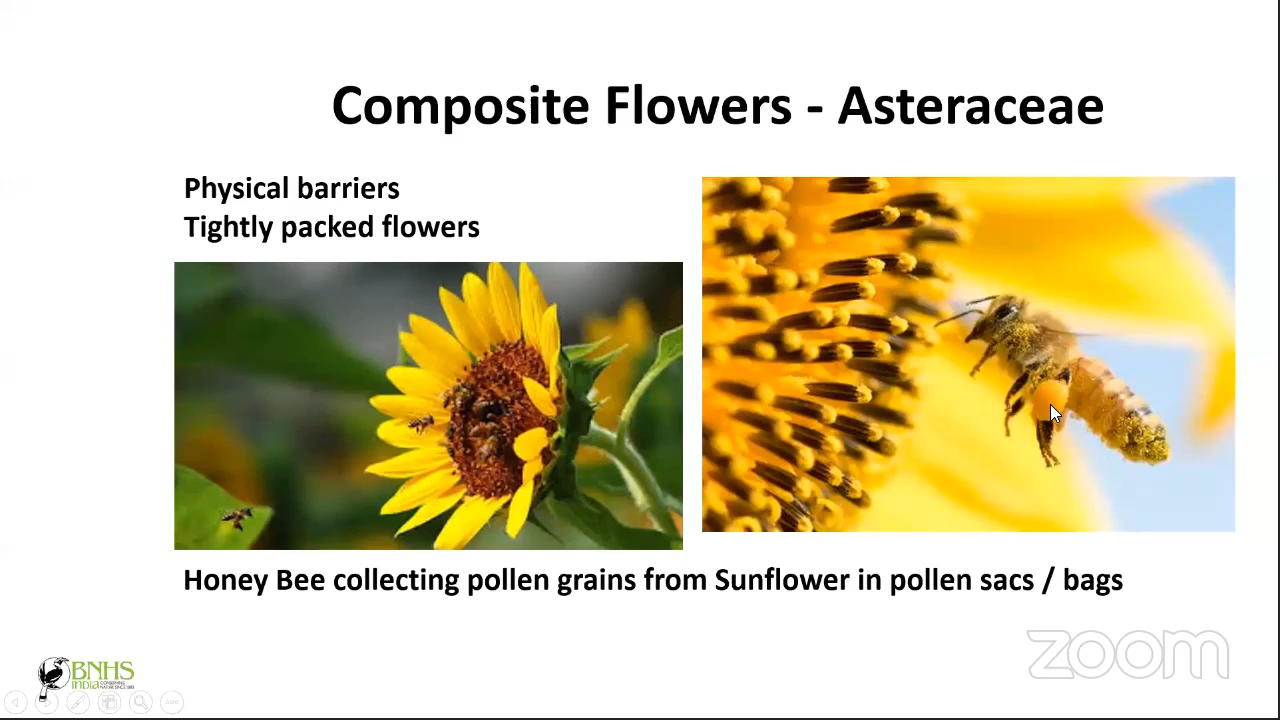 Composite Flowers - Asteraceae
Physical barriers
Tightly packed flowers
Honey Bee collecting pollen grains from Sunflower in pollen sacs / bags
BNHS
India
zoom